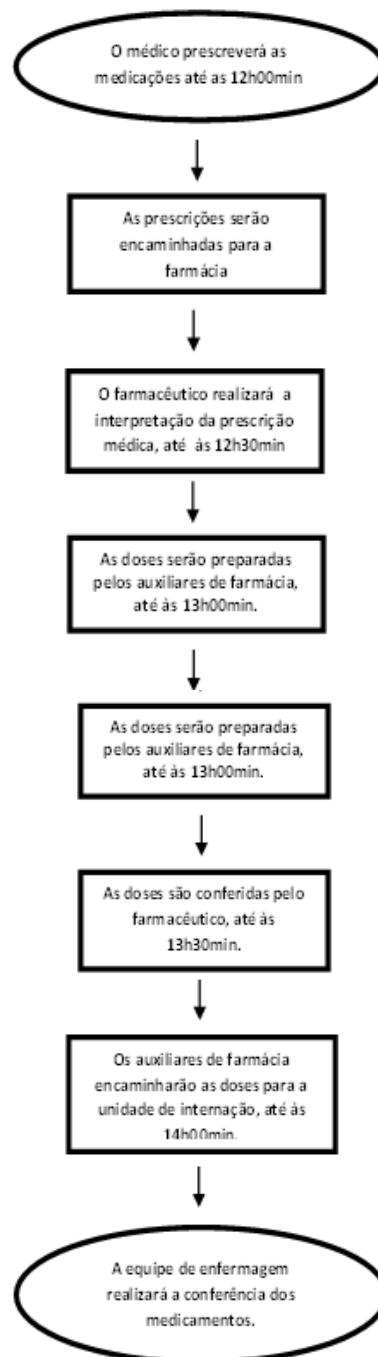 O médico prescreverá as
medicações até as 12h00min
As prescrições serão
encaminhadas para a
farmácia
O farmacêutico realizará a
interpretação da prescrição
médica, até às 12h30min
As doses serão preparadas
pelos auxiliares de farmácia,
até às 13h00min.
As doses serão preparadas
pelos auxiliares de farmácia,
até às 13h00min.
As doses são conferidas pelo
farmacêutico, até às
13h30min.
Os auxiliares de farmácia
encaminharão as doses para a
unidade de internação, até às
14h00min.
A equipe de enfermagem
realizará a conferência dos
medicamentos.